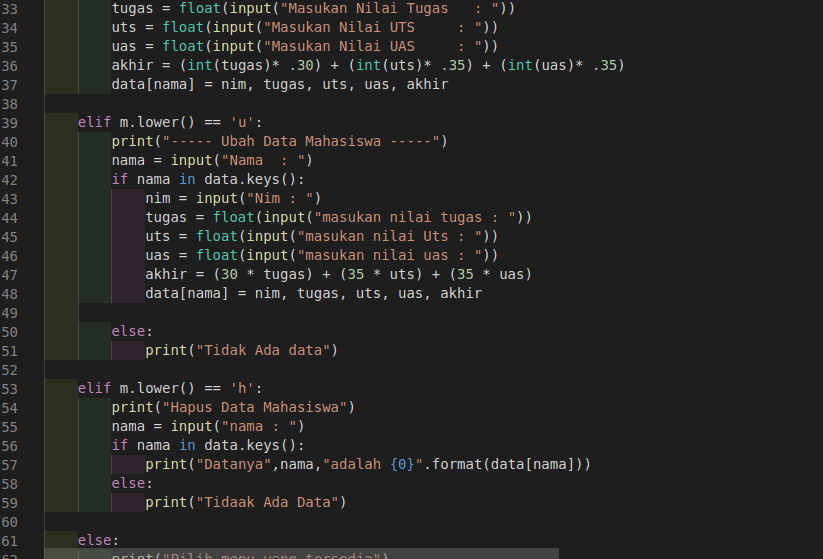 33 tugas = float(input("Masukan Nilai Tugas   : "))
34 uts = float(input("Masukan Nilai UTS     : "))
35 uas = float(input("Masukan Nilai UAS     : "))
36 akhir = (int(tugas)* .30) + (int(uts)* .35) + (int(uas)* .35)
37 data[nama] = nim, tugas, uts, uas, akhir
38
39 elif m.lower() == 'u':
40 print("----- Ubah Data Mahasiswa -----")
41 nama = input("Nama  : ")
42 if nama in data.keys():
43 nim = input("Nim : ")
44 tugas = float(input("masukan nilai tugas : "))
45 uts = float(input("masukan nilai Uts : "))
46 uas = float(input("masukan nilai uas : "))
47 akhir = (30 * tugas) + (35 * uts) + (35 * uas)
48 data[nama] = nim, tugas, uts, uas, akhir
49
50 else:
51 print("Tidak Ada data")
52
53 elif m.lower() == 'h':
54 print("Hapus Data Mahasiswa")
55 nama = input("nama : ")
56 if nama in data.keys():
57 print("Datanya",nama,"adalah {0}".format(data[nama]))
58 else:
59 print("Tidaak Ada Data")
60
61 else:
62 print("Pilih menu yang tersedia")